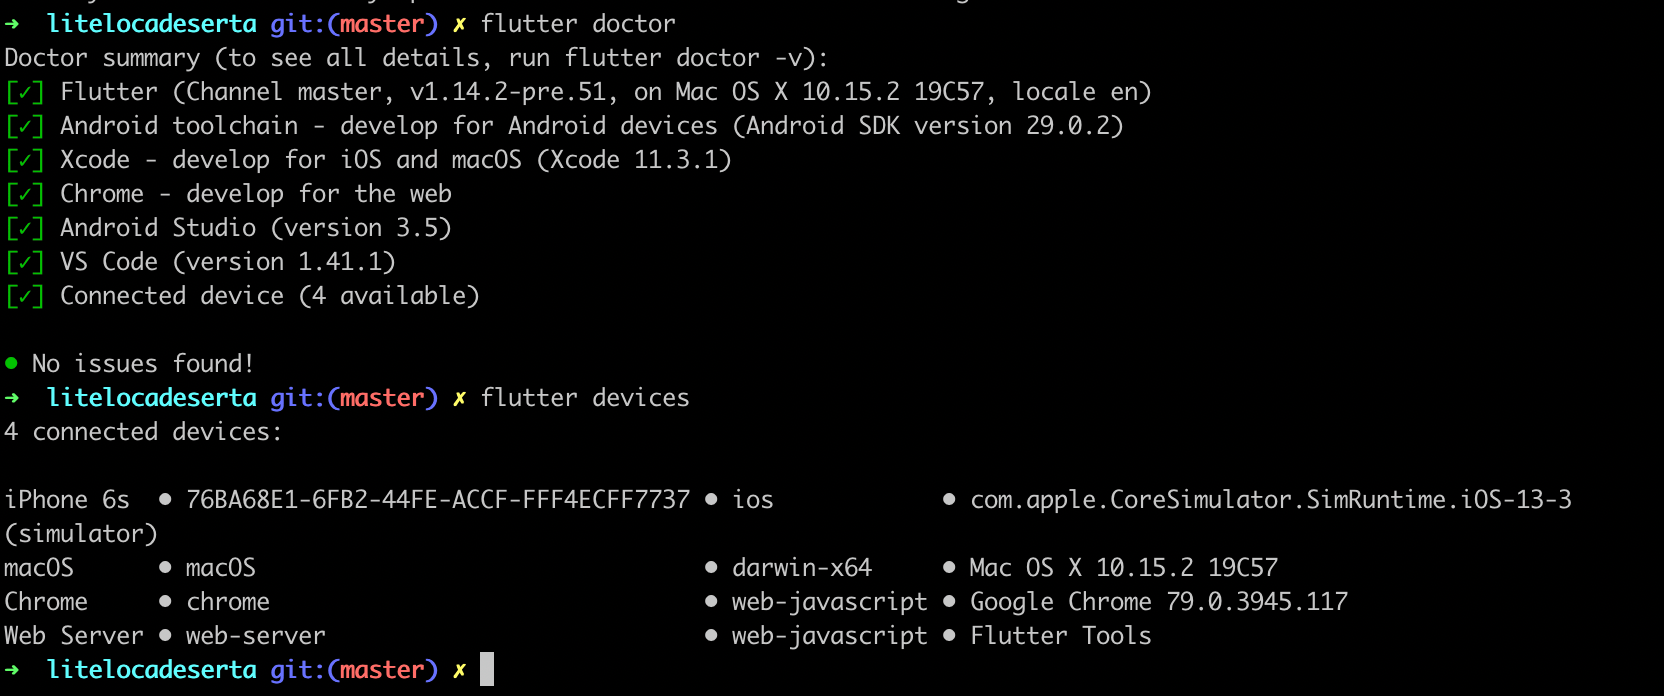 ➜ litelocadeserta git:(master) ✗ flutter doctor
Doctor summary (to see all details, run flutter doctor -v):
[✓] Flutter (Channel master, v1.14.2-pre.51, on Mac OS X 10.15.2 19C57, locale en)
[✓] Android toolchain - develop for Android devices (Android SDK version 29.0.2)
[✓] Xcode - develop for iOS and macOS (Xcode 11.3.1)
[✓] Chrome - develop for the web
[✓] Android Studio (version 3.5)
[✓] VS Code (version 1.41.1)
[✓] Connected device (4 available)
• No issues found!
➜ litelocadeserta git:(master) ✗ flutter devices
4 connected devices:
iPhone 6s • 76BA68E1-6FB2-44FE-ACCF-FFF4ECFF7737 • ios • com.apple.CoreSimulator.SimRuntime.iOS-13-3
(simulator)
macOS • macOS • darwin-x64 • Mac OS X 10.15.2 19C57
Chrome • chrome • web-javascript • Google Chrome 79.0.3945.117
Web Server • web-server • web-javascript • Flutter Tools
➜ litelocadeserta git:(master) ✗